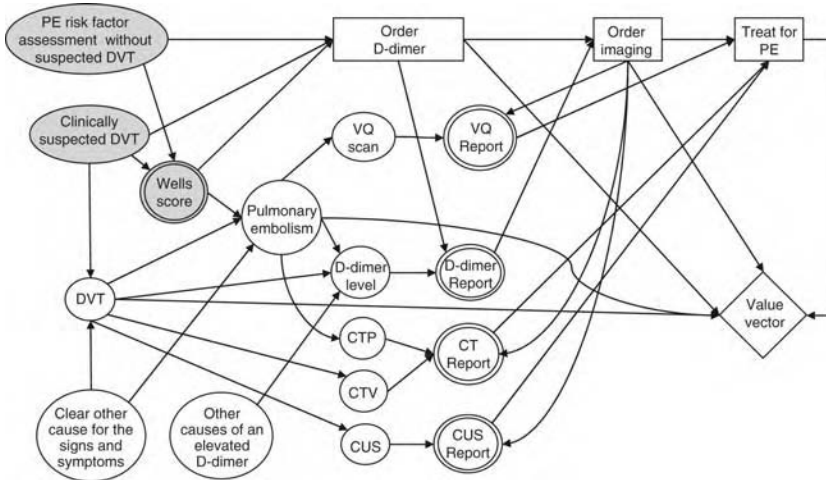 PE risk factor
assessment without
suspected DVT
Order
D-dimer
Order
imaging
Treat for
PE
Clinically
suspected DVT
VQ
scan
VQ
Report
Wells
score
Pulmonary
embolism
D-dimer
level
D-dimer
Report
DVT
Value
vector
CTP
CT
Report
CTV
Clear other
cause for the
signs and
symptoms
Other
causes of an
elevated
D-dimer
CUS
CUS
Report